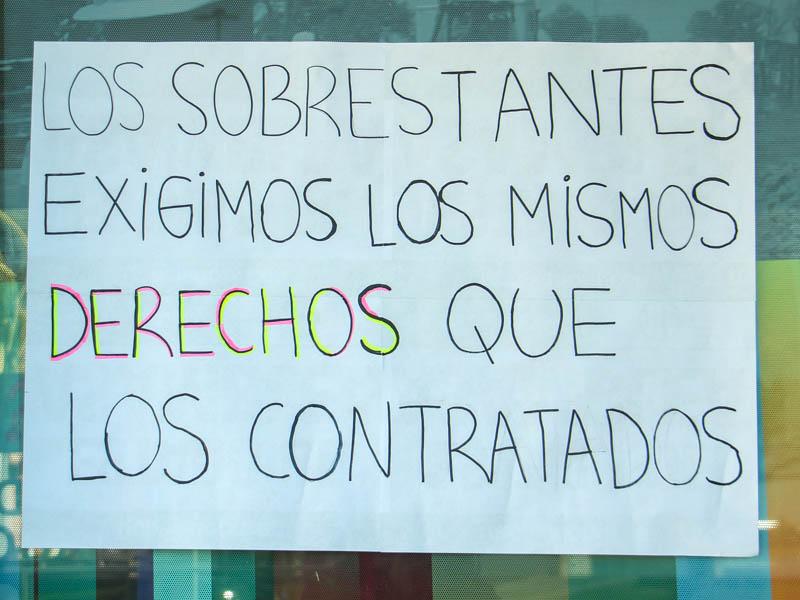 LOS SOBRESTANTES
EXiGiMOS LOS MiSMOS
DERECHOS QUE
LOS CONTRATADOS